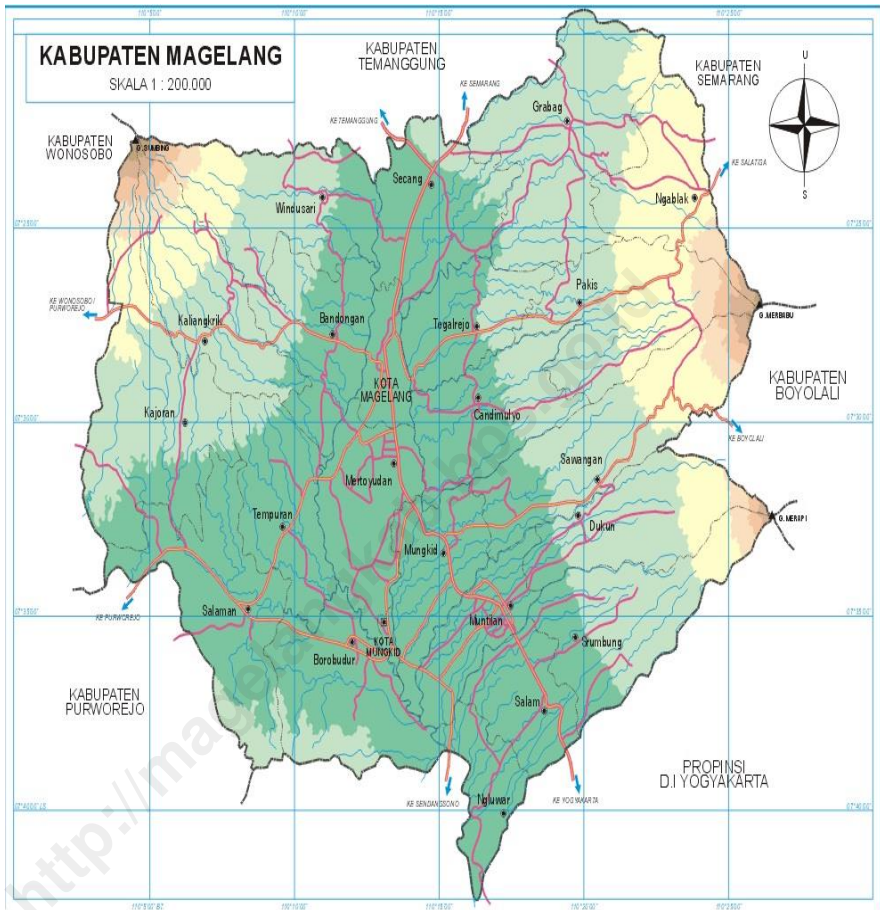 KABUPATEN MAGELANG
SKALA 1 : 200.000
KABUPATEN
TEMANGGUNG
KABUPATEN
SEMARANG
U
S
KABUPATEN
WONOSOBO
G.SUMBING
KE TEMANGGUNG
KE SEMARANG
Grabag
KE SALATIGA
Secang
Windusari
Ngablak
KE WONOSOBO/
PURWOREJO
Kaliangkrik
Bandongan
Tegalrejo
Pakis
G.MERBABU
KOTA
MAGELANG
KABUPATEN
BOYOLALI
Candimulyo
Kajoran
KE BOYOLALI
Mertoyudan
Sawangan
Tempuran
Dukun
G.MERAPI
Mungkid
KE PURWOREJO
Salaman
Muntilan
KOTA
MUNGKID
Borobudur
Srumbung
KABUPATEN
PURWOREJO
Salam
PROPINSI
D.I YOGYAKARTA
KE SENDANGSONO
KE YOGYAKARTA
Ngluwar